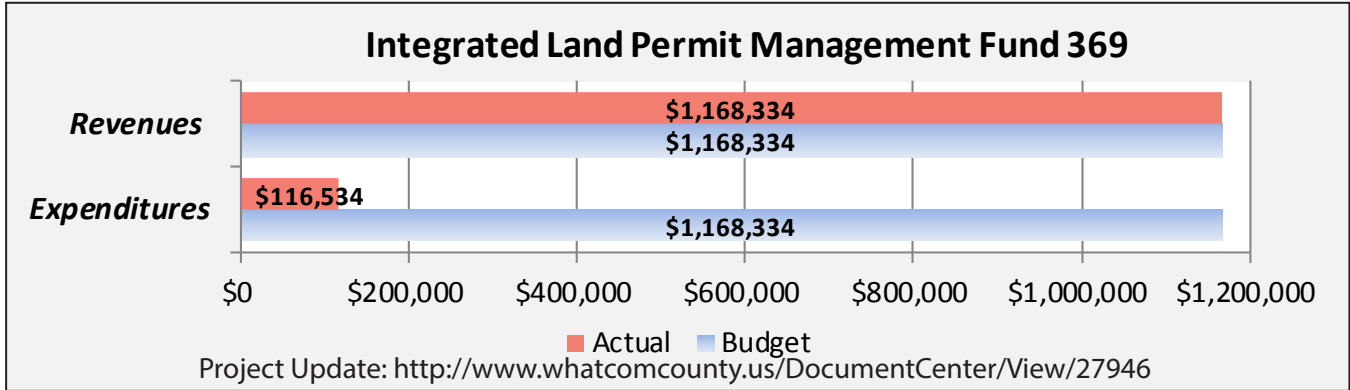 Integrated Land Permit Management Fund 369
Revenues
$1,168,334
$1,168,334
Expenditures
$116,534
$1,168,334
$0 $200,000 $400,000 $600,000 $800,000 $1,000,000 $1,200,000
Actual Budget
Project Update: http://www.whatcomcounty.us/DocumentCenter/View/27946